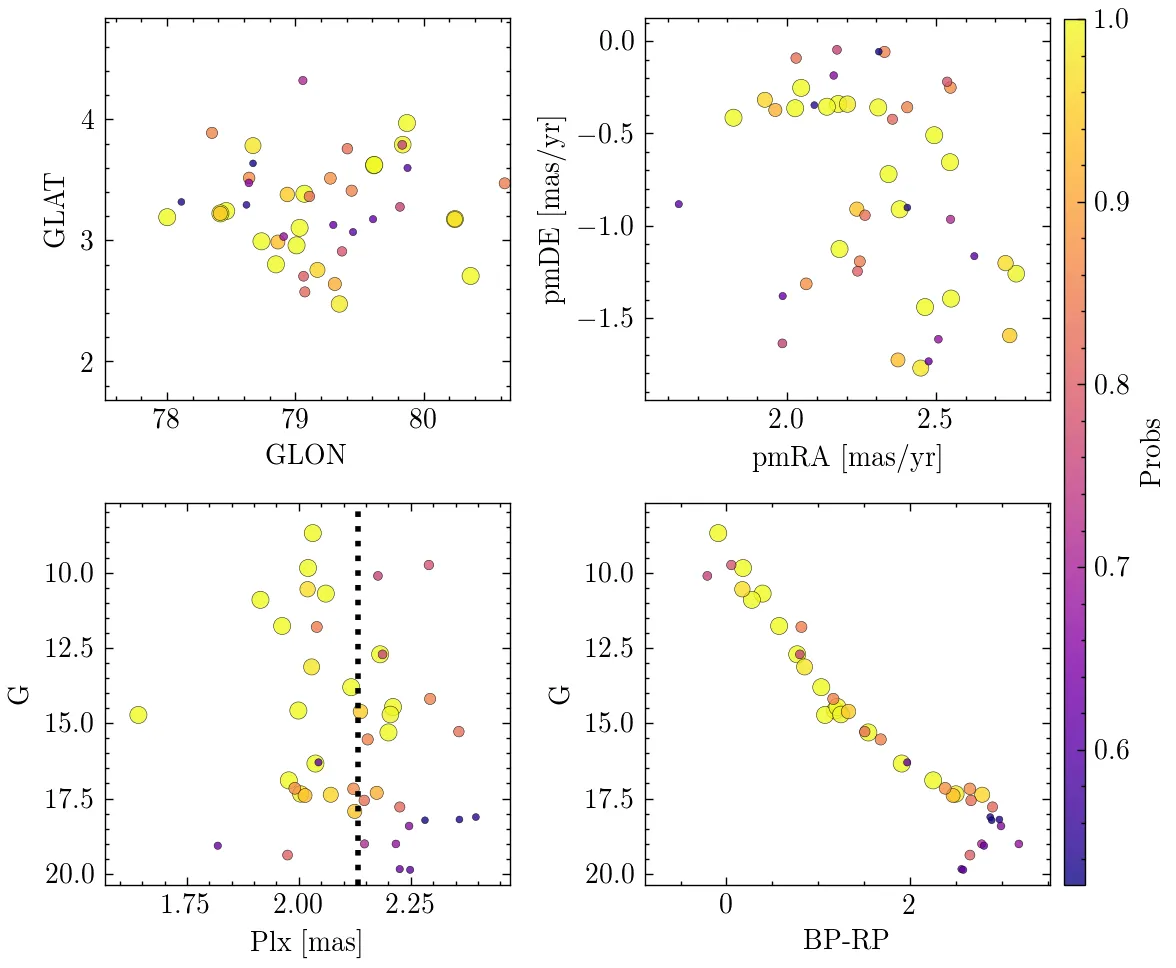 4
3
2
GLAT
78 79 80
GLON
0.0
−0.5
−1.0
−1.5
pmDE [mas/yr]
2.0 2.5
pmRA [mas/yr]
10.0
12.5
15.0
17.5
20.0
G
1.75 2.00 2.25
Plx [mas]
10.0
12.5
15.0
17.5
20.0
G
0 2
BP-RP
1.0
0.9
0.8
0.7
0.6
Probs